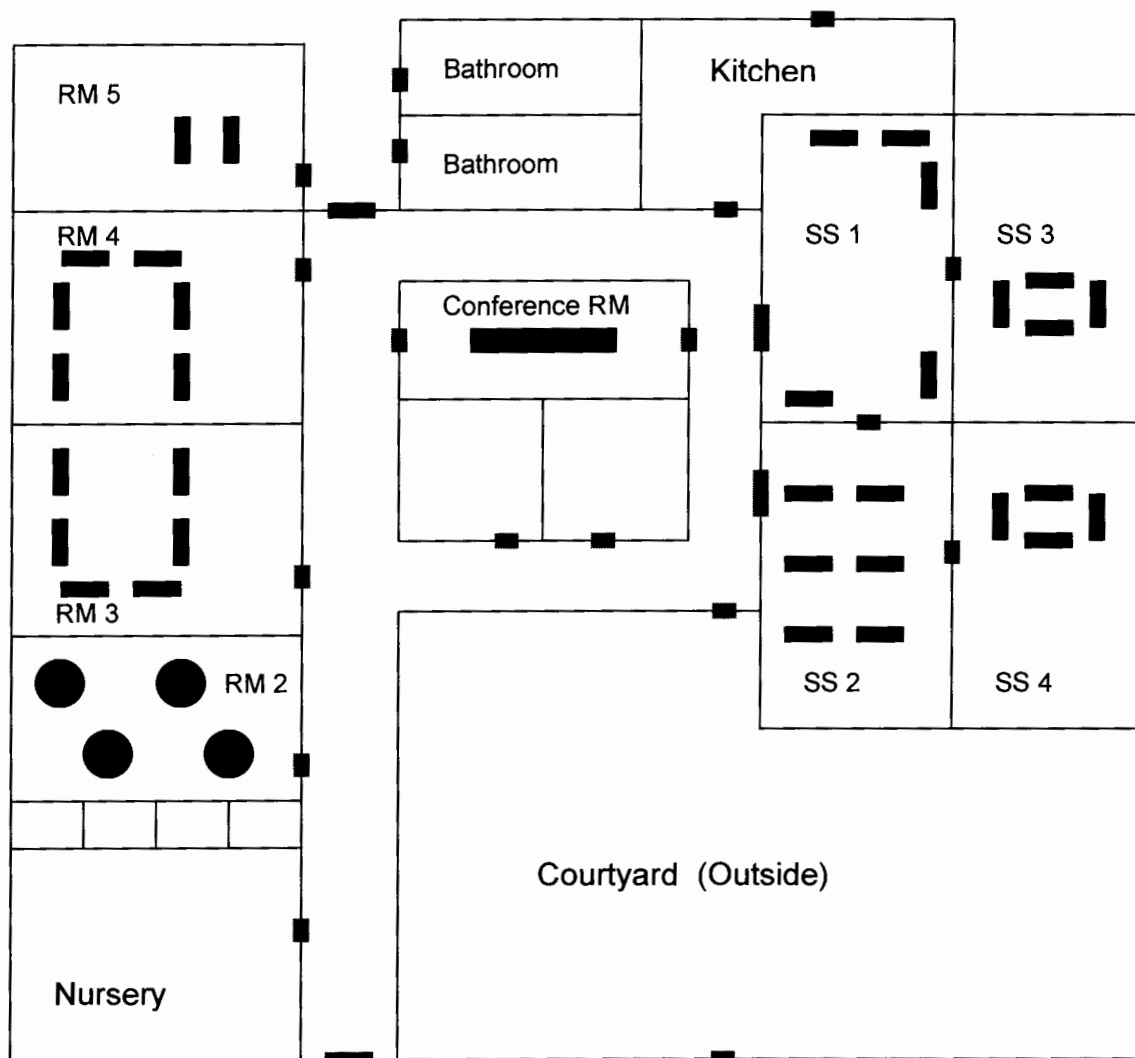 Bathroom
Kitchen
RM 5
Bathroom
RM 4
SS 1
SS 3
Conference RM
RM 3
RM 2
SS 2
SS 4
Courtyard (Outside)
Nursery